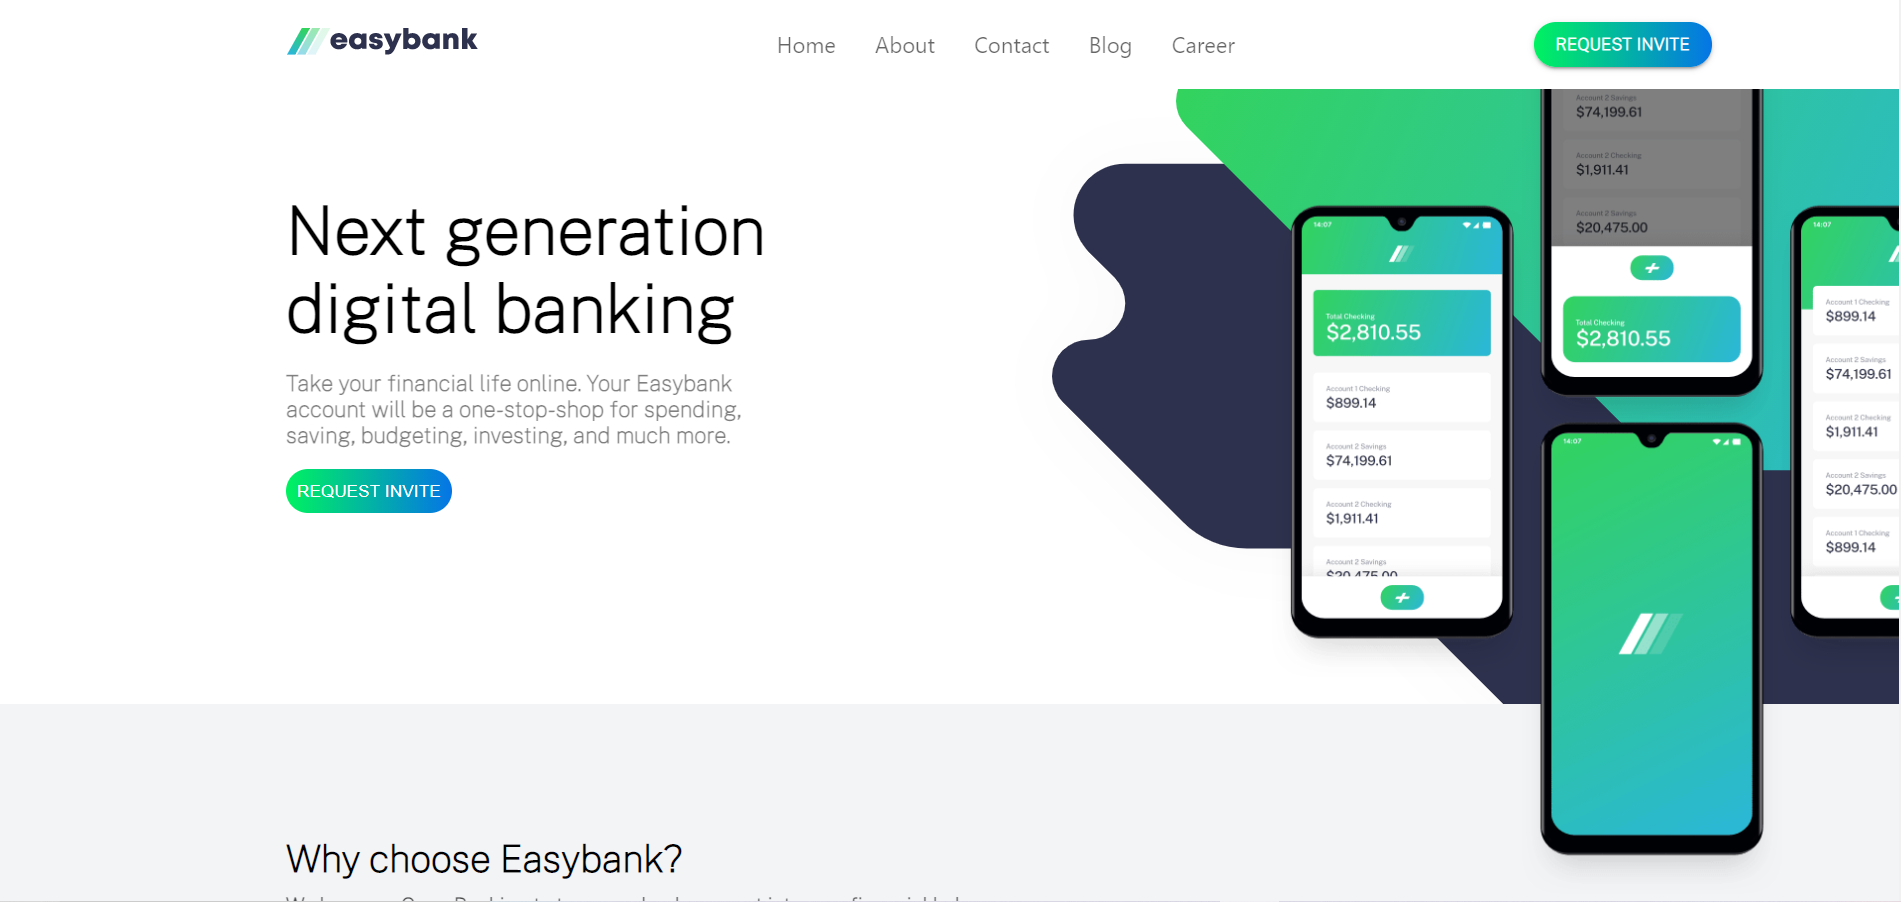 easybank
Home About Contact Blog Career
REQUEST INVITE
Next generation
digital banking
Take your financial life online. Your Easybank
account will be a one-stop-shop for spending,
saving, budgeting, investing, and much more.
REQUEST INVITE
14:07
Total Checking
$2,810.55
Account 1 Checking
$899.14
Account 2 Savings
$74,199.61
Account 2 Checking
$1,911.41
Account 2 Savings
$20,475.00
Account 2 Savings
$74,199.61
Account 2 Checking
$1,911.41
Account 2 Savings
$20,475.00
Total Checking
$2,810.55
14:07
14:07
Account 1 Checking
$899.14
Account 2 Savings
$74,199.61
Account 2 Checking
$1,911.41
Account 2 Savings
$20,475.00
Account 1 Checking
$899.14
Why choose Easybank?